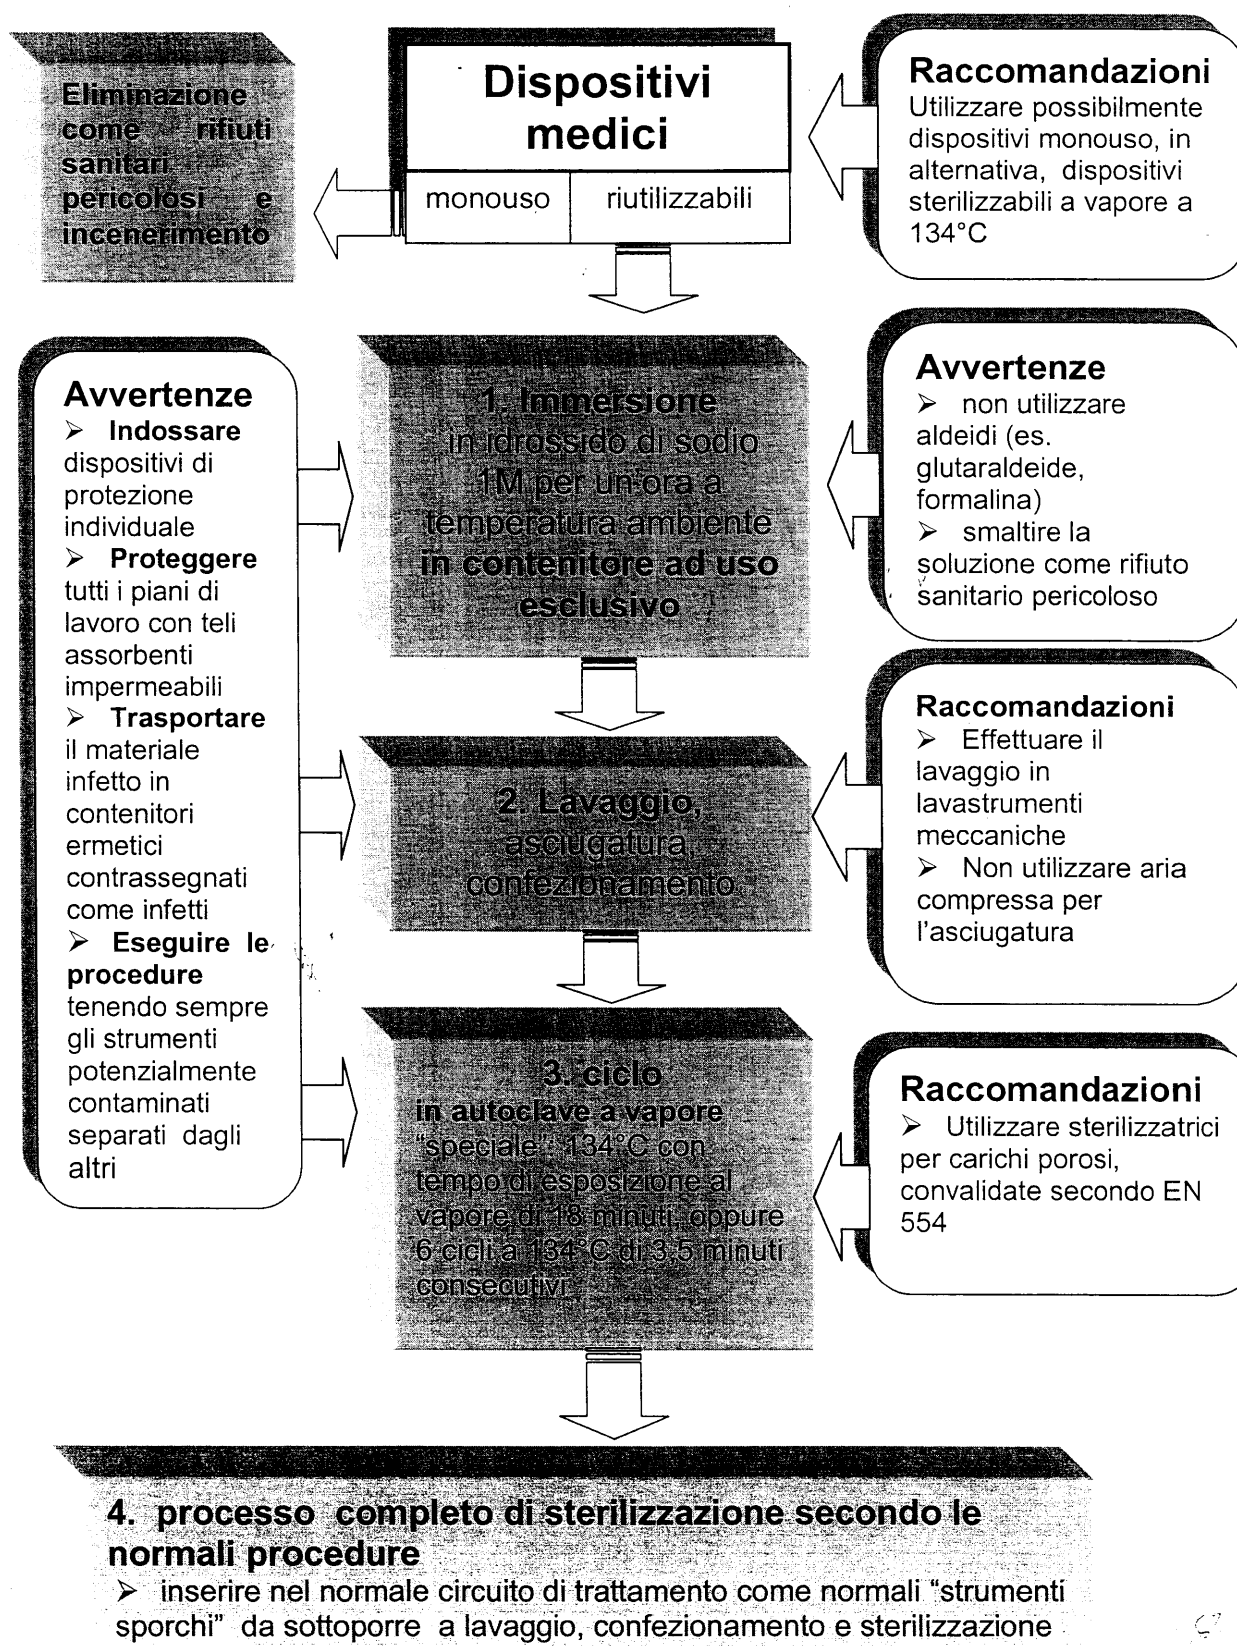 Eliminazione
come rifiuti
sanitari
pericolosi e
incenerimento
Dispositivi
medici
monouso
riutilizzabili
Raccomandazioni
Utilizzare possibilmente
dispositivi monouso, in
alternativa, dispositivi
sterilizzabili a vapore a
134°C
Avvertenze
➢ Indossare
dispositivi di
protezione
individuale
➢ Proteggere
tutti i piani di
lavoro con teli
assorbenti
impermeabili
➢ Trasportare
il materiale
infetto in
contenitori
ermetici
contrassegnati
come infetti
➢ Eseguire le
procedure
tenendo sempre
gli strumenti
potenzialmente
contaminati
separati dagli
altri
1. Immersione
in idrossido di sodio
1M per un'ora a
temperatura ambiente
in contenitore ad uso
esclusivo
Avvertenze
➢ non utilizzare
aldeidi (es.
glutaraldeide,
formalina)
➢ smaltire la
soluzione come rifiuto
sanitario pericoloso
2. Lavaggio,
asciugatura,
confezionamento
Raccomandazioni
➢ Effettuare il
lavaggio in
lavastrumenti
meccaniche
➢ Non utilizzare aria
compressa per
l'asciugatura
3. ciclo
in autoclave a vapore
"speciale": 134°C con
tempo di esposizione al
vapore di 18 minuti, oppure
6 cicli a 134°C di 3,5 minuti
consecutivi
Raccomandazioni
➢ Utilizzare sterilizzatrici
per carichi porosi,
convalidate secondo EN
554
4. processo completo di sterilizzazione secondo le
normali procedure
➢ inserire nel normale circuito di trattamento come normali "strumenti
sporchi" da sottoporre a lavaggio, confezionamento e sterilizzazione